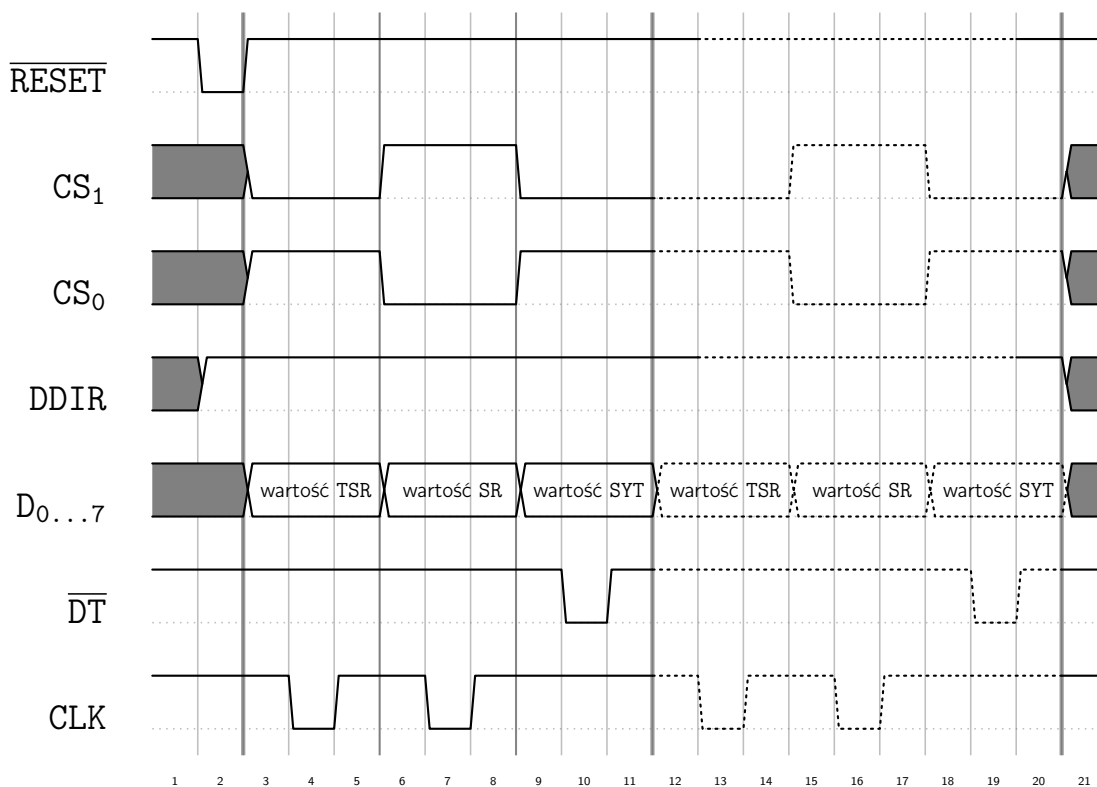 RESET
CS1
CS0
DDIR
D0...7 wartość TSR wartość SR wartość SYT wartość TSR wartość SR wartość SYT
DT
CLK
1 2 3 4 5 6 7 8 9 10 11 12 13 14 15 16 17 18 19 20 21